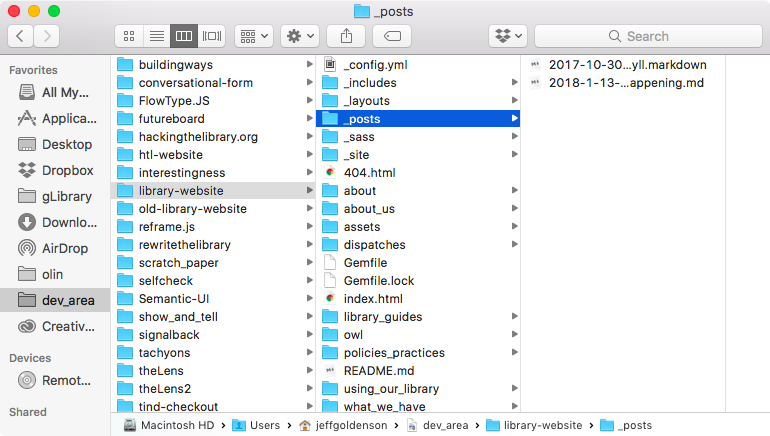 _posts
Search
Favorites
All My...
Applica...
Desktop
Dropbox
gLibrary
Downlo...
AirDrop
olin
dev_area
Creativ...
Devices
Remot...
Shared
buildingways
conversational-form
FlowType.JS
futureboard
hackingthelibrary.org
htl-website
interestingness
library-website
old-library-website
reframe.js
rewritethelibrary
scratch_paper
selfcheck
Semantic-UI
show_and_tell
signalback
tachyons
theLens
theLens2
tind-checkout
_config.yml
_includes
_layouts
_posts
_sass
_site
404.html
about
about_us
assets
dispatches
Gemfile
Gemfile.lock
index.html
library_guides
owl
policies_practices
README.md
using_our_library
what_we_have
2017-10-30...yll.markdown
2018-1-13-...appening.md
Macintosh HD
Users
jeffgoldenson
dev_area
library-website
_posts